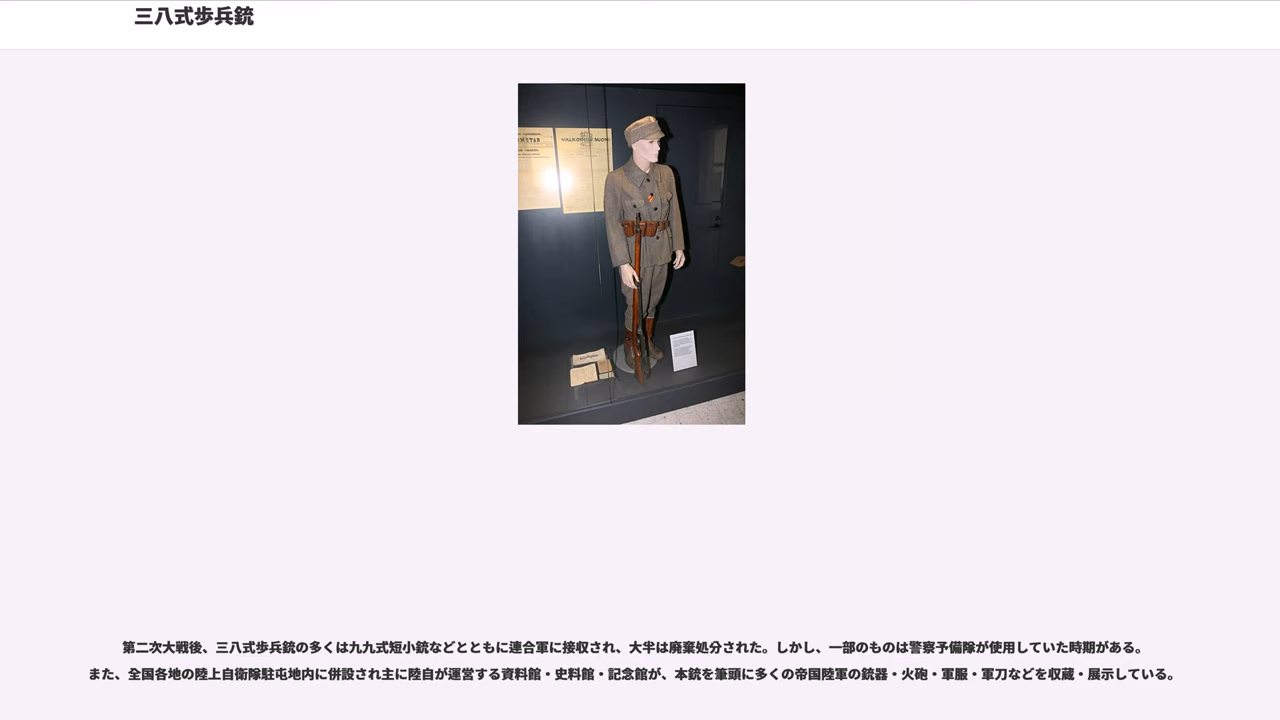 三八式歩兵銃
VALKOINEN SUOMI
第二次大戦後、三八式歩兵銃の多くは九九式短小銃などとともに連合軍に接収され、大半は廃棄処分された。しかし、一部のものは警察予備隊が使用していた時期がある。
また、全国各地の陸上自衛隊駐屯地内に併設され主に陸自が運営する資料館・史料館・記念館が、本銃を筆頭に多くの帝国陸軍の銃器・火砲・軍服・軍刀などを収蔵・展示している。